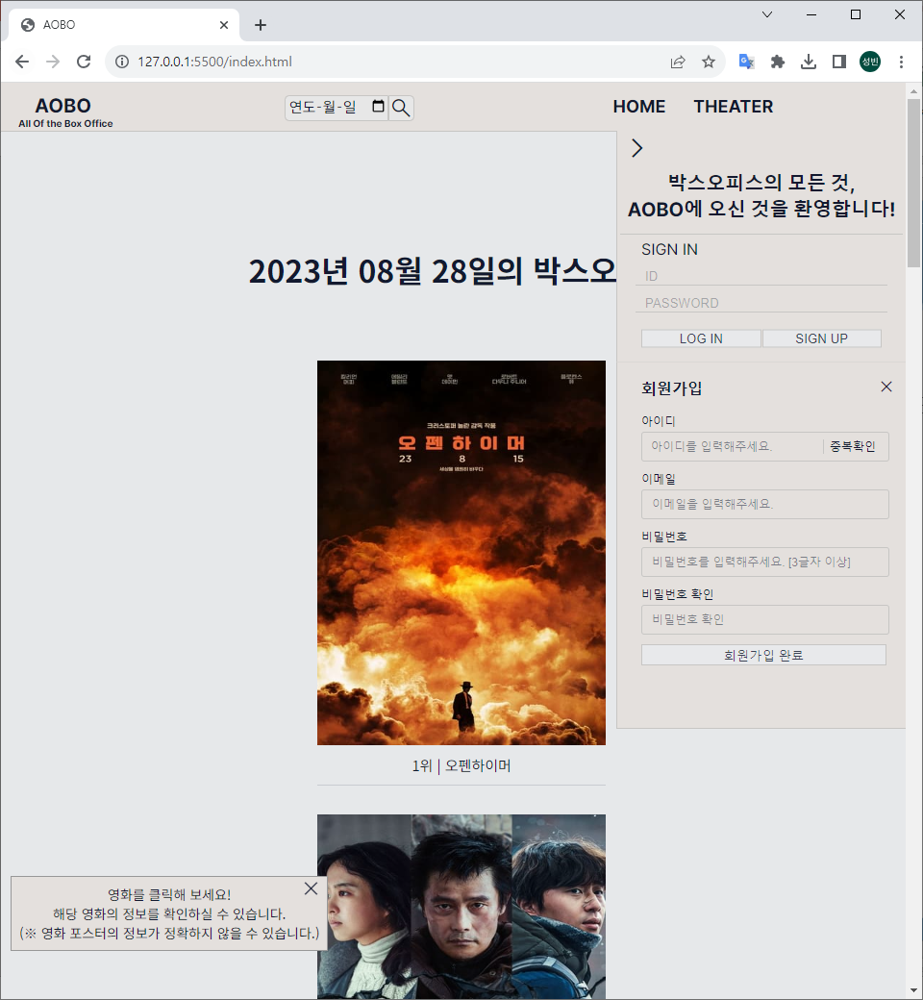 AOBO
127.0.0.1:5500/index.html
성빈
AOBO
All Of the Box Office
연도-월-일
HOME
THEATER
박스오피스의 모든 것,
AOBO에 오신 것을 환영합니다!
SIGN IN
ID
PASSWORD
LOG IN
SIGN UP
회원가입
아이디
아이디를 입력해주세요.
중복확인
이메일
이메일을 입력해주세요.
비밀번호
비밀번호를 입력해주세요. [3글자 이상]
비밀번호 확인
비밀번호 확인
회원가입 완료
2023년 08월 28일의 박스오
킬리언
머피
에밀리
블런트
맷
데이먼
로버트
다우니 주니어
플로렌스
퓨
크리스토퍼 놀란 감독 작품
오펜하이머
23 8 15
1위 | 오펜하이머
영화를 클릭해 보세요!
해당 영화의 정보를 확인하실 수 있습니다.
(※ 영화 포스터의 정보가 정확하지 않을 수 있습니다.)